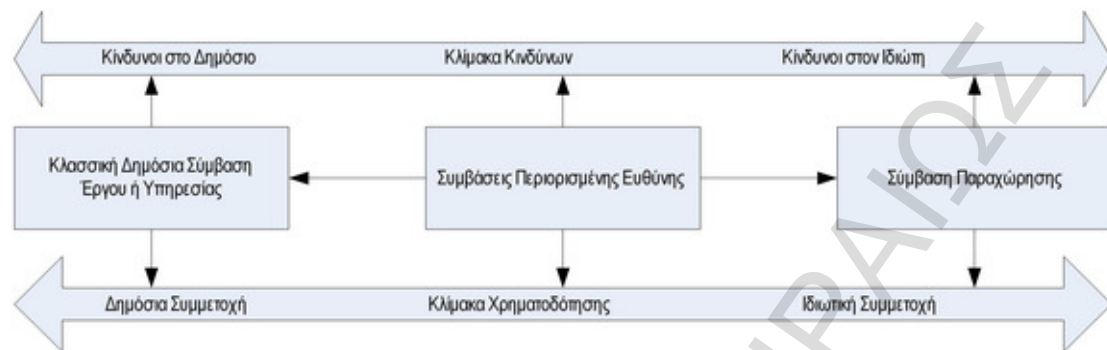 Κίνδυνοι στο Δημόσιο Κλίμακα Κινδύνων Κίνδυνοι στον Ιδιώτη
Κλασσική Δημόσια Σύμβαση
Έργου ή Υπηρεσίας
Συμβάσεις Περιορισμένης Ευθύνης
Σύμβαση Παραχώρησης
Δημόσια Συμμετοχή Κλίμακα Χρηματοδότησης Ιδιωτική Συμμετοχή